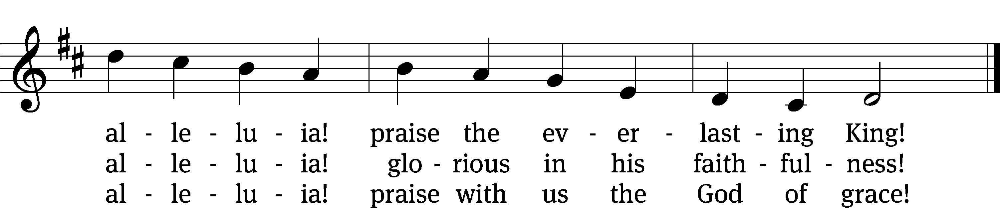 al - le - lu - ia! praise the ev - er - last - ing King!
al - le - lu - ia! glo - rious in his faith - ful - ness!
al - le - lu - ia! praise with us the God of grace!